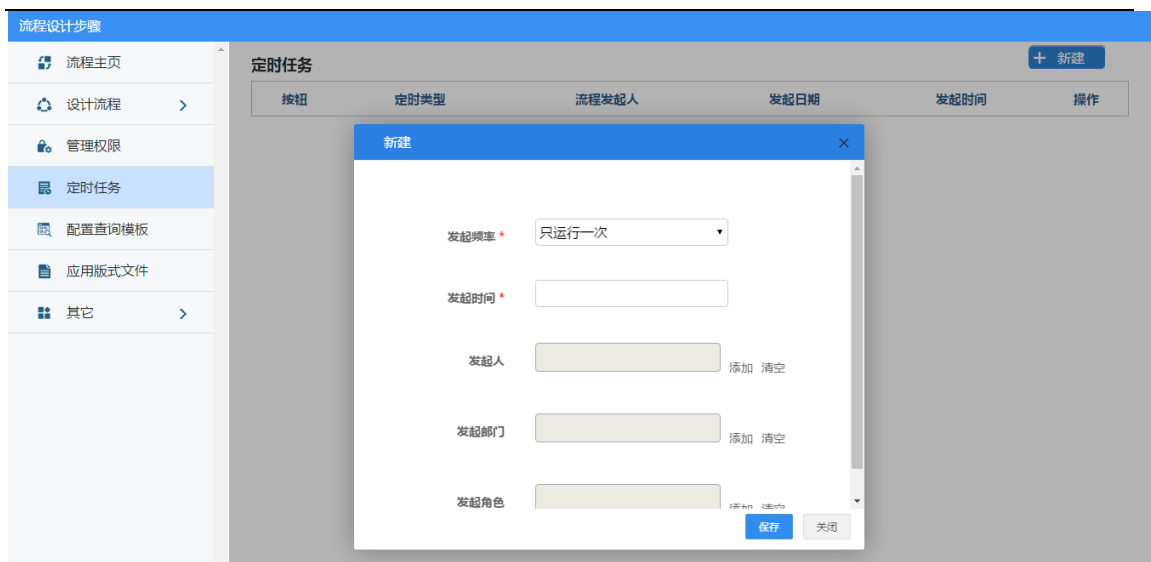 流程设计步骤
流程主页
设计流程
管理权限
定时任务
配置查询模板
应用版式文件
其它
定时任务
+ 新建
按钮 定时类型 流程发起人 发起日期 发起时间 操作
新建
发起频率 * 只运行一次
发起时间 *
发起人 添加 清空
发起部门 添加 清空
发起角色 添加 清空
保存 关闭